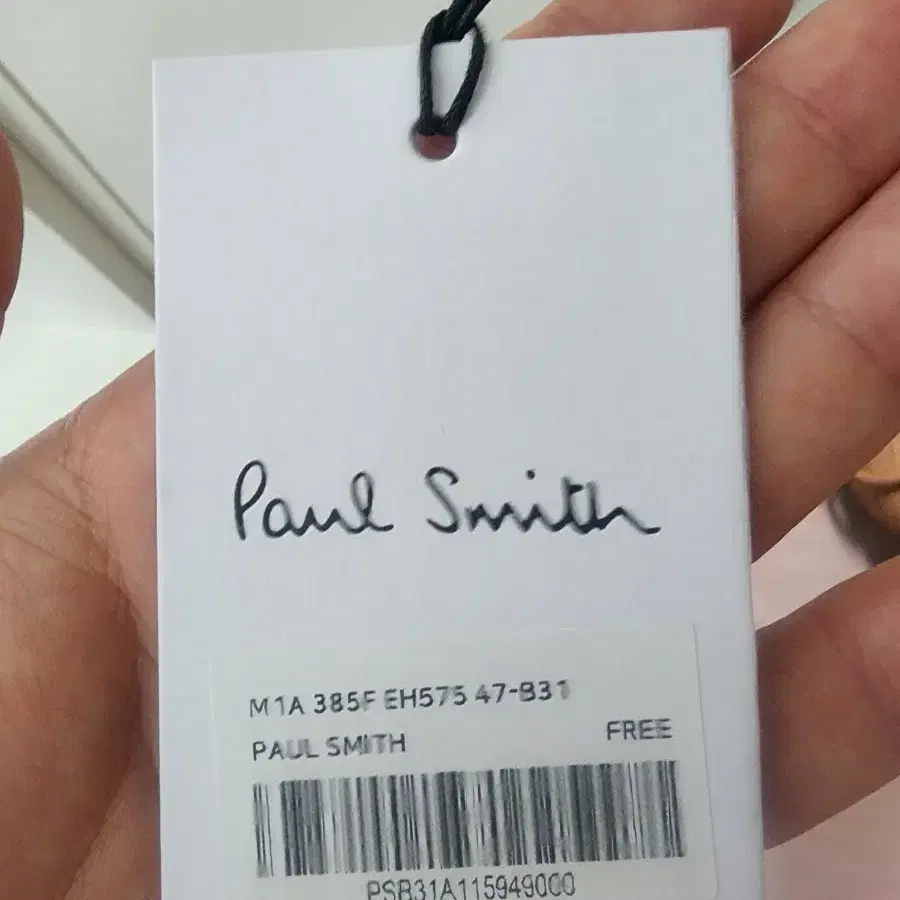 Paul Smith
M1A 385F EH575 47-B31
PAUL SMITH FREE
PSB31A115949000